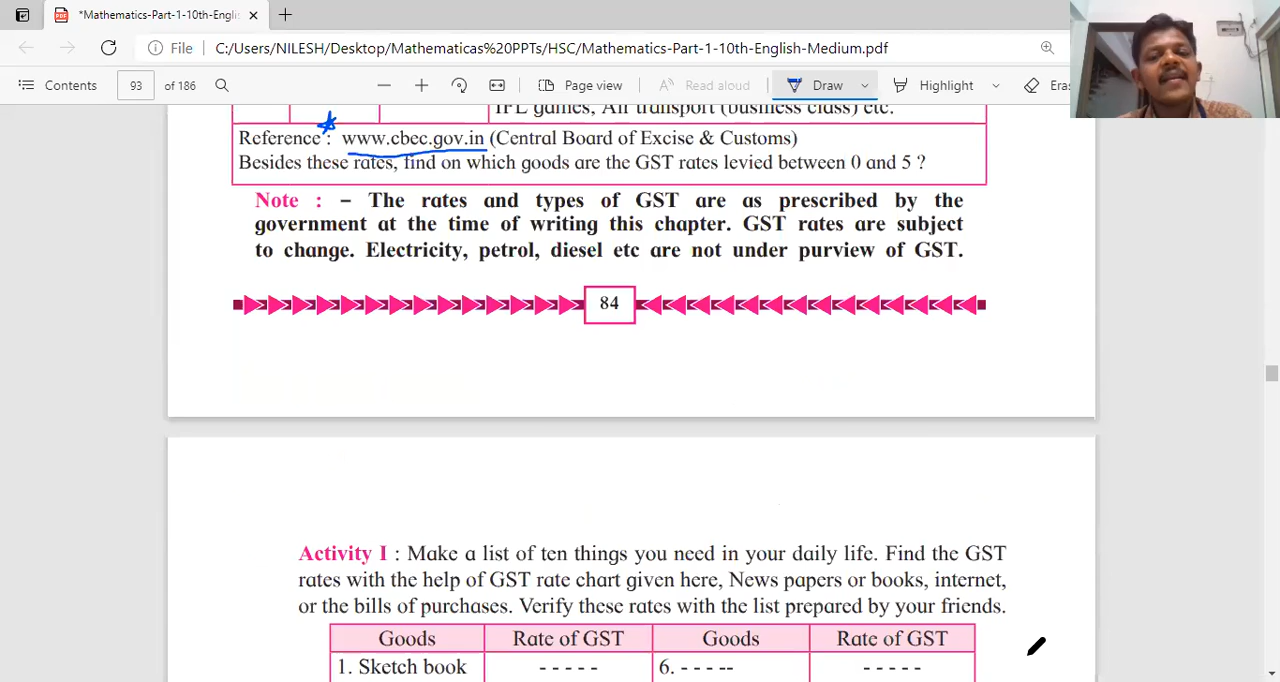 *Mathematics-Part-1-10th-Engli
File
C:/Users/NILESH/Desktop/Mathematicas%20PPTs/HSC/Mathematics-Part-1-10th-English-Medium.pdf
Contents
93
of 186
Page view
Read aloud
Draw
Highlight
Eras
IPL games, Air transport (business class) etc.
Reference : www.cbec.gov.in (Central Board of Excise & Customs)
Besides these rates, find on which goods are the GST rates levied between 0 and 5 ?
Note : – The rates and types of GST are as prescribed by the
government at the time of writing this chapter. GST rates are subject
to change. Electricity, petrol, diesel etc are not under purview of GST.
84
Activity I : Make a list of ten things you need in your daily life. Find the GST
rates with the help of GST rate chart given here, News papers or books, internet,
or the bills of purchases. Verify these rates with the list prepared by your friends.
Goods Rate of GST Goods Rate of GST
1. Sketch book - - - - - 6. - - - -- - - - - -